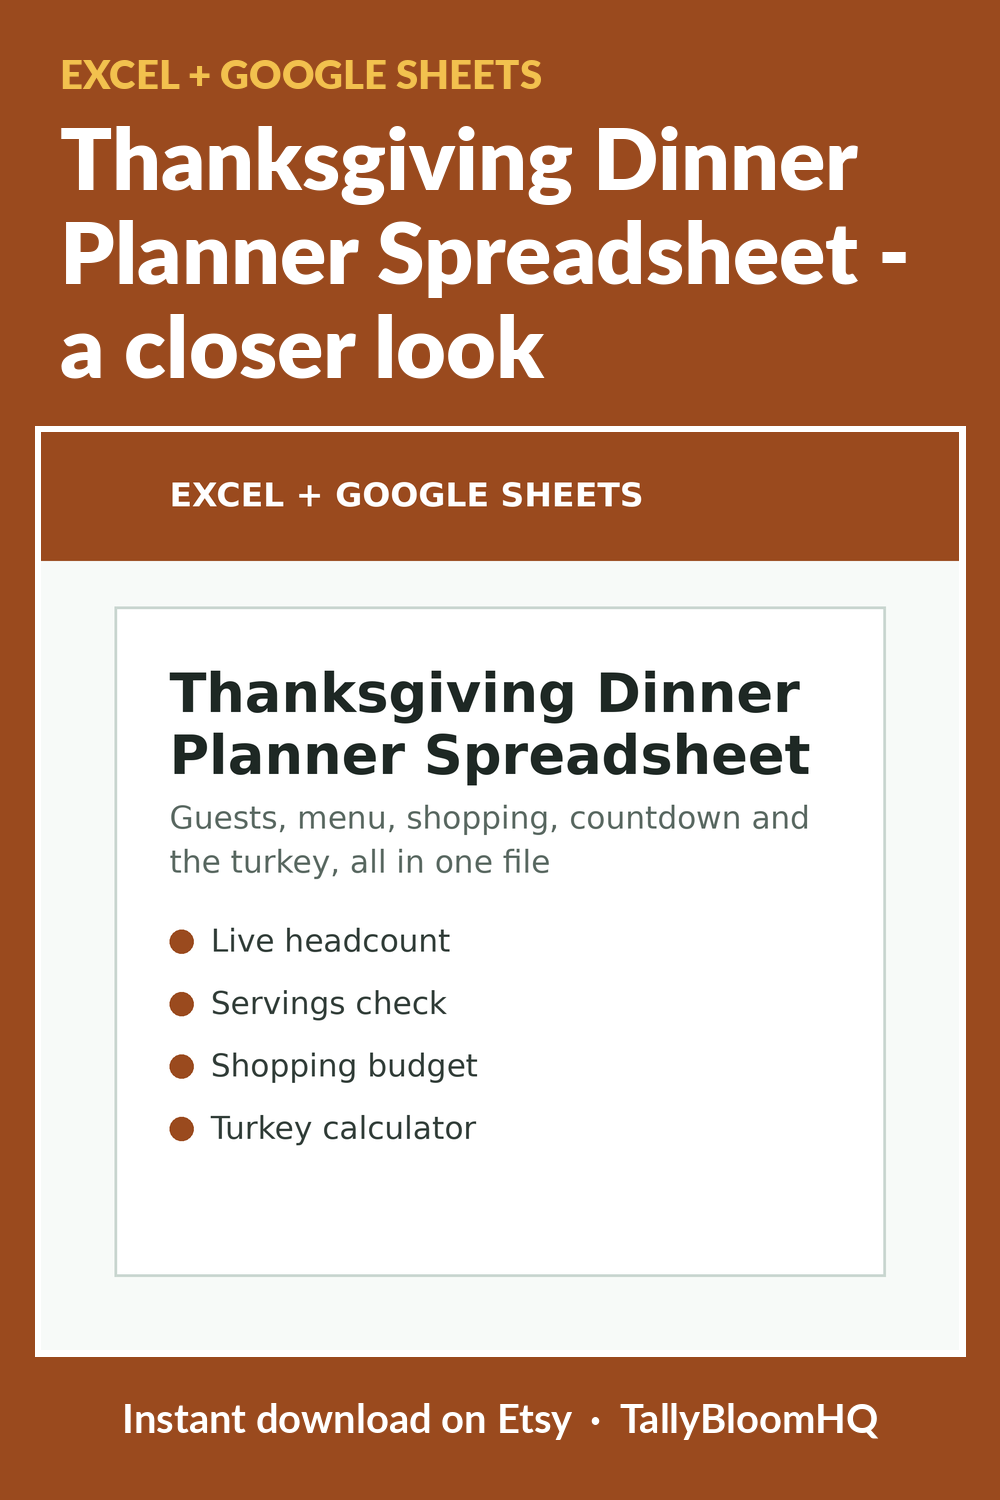 EXCEL + GOOGLE SHEETS
Thanksgiving Dinner
Planner Spreadsheet -
a closer look
EXCEL + GOOGLE SHEETS
Thanksgiving Dinner
Planner Spreadsheet
Guests, menu, shopping, countdown and
the turkey, all in one file
Live headcount
Servings check
Shopping budget
Turkey calculator
Instant download on Etsy · TallyBloomHQ